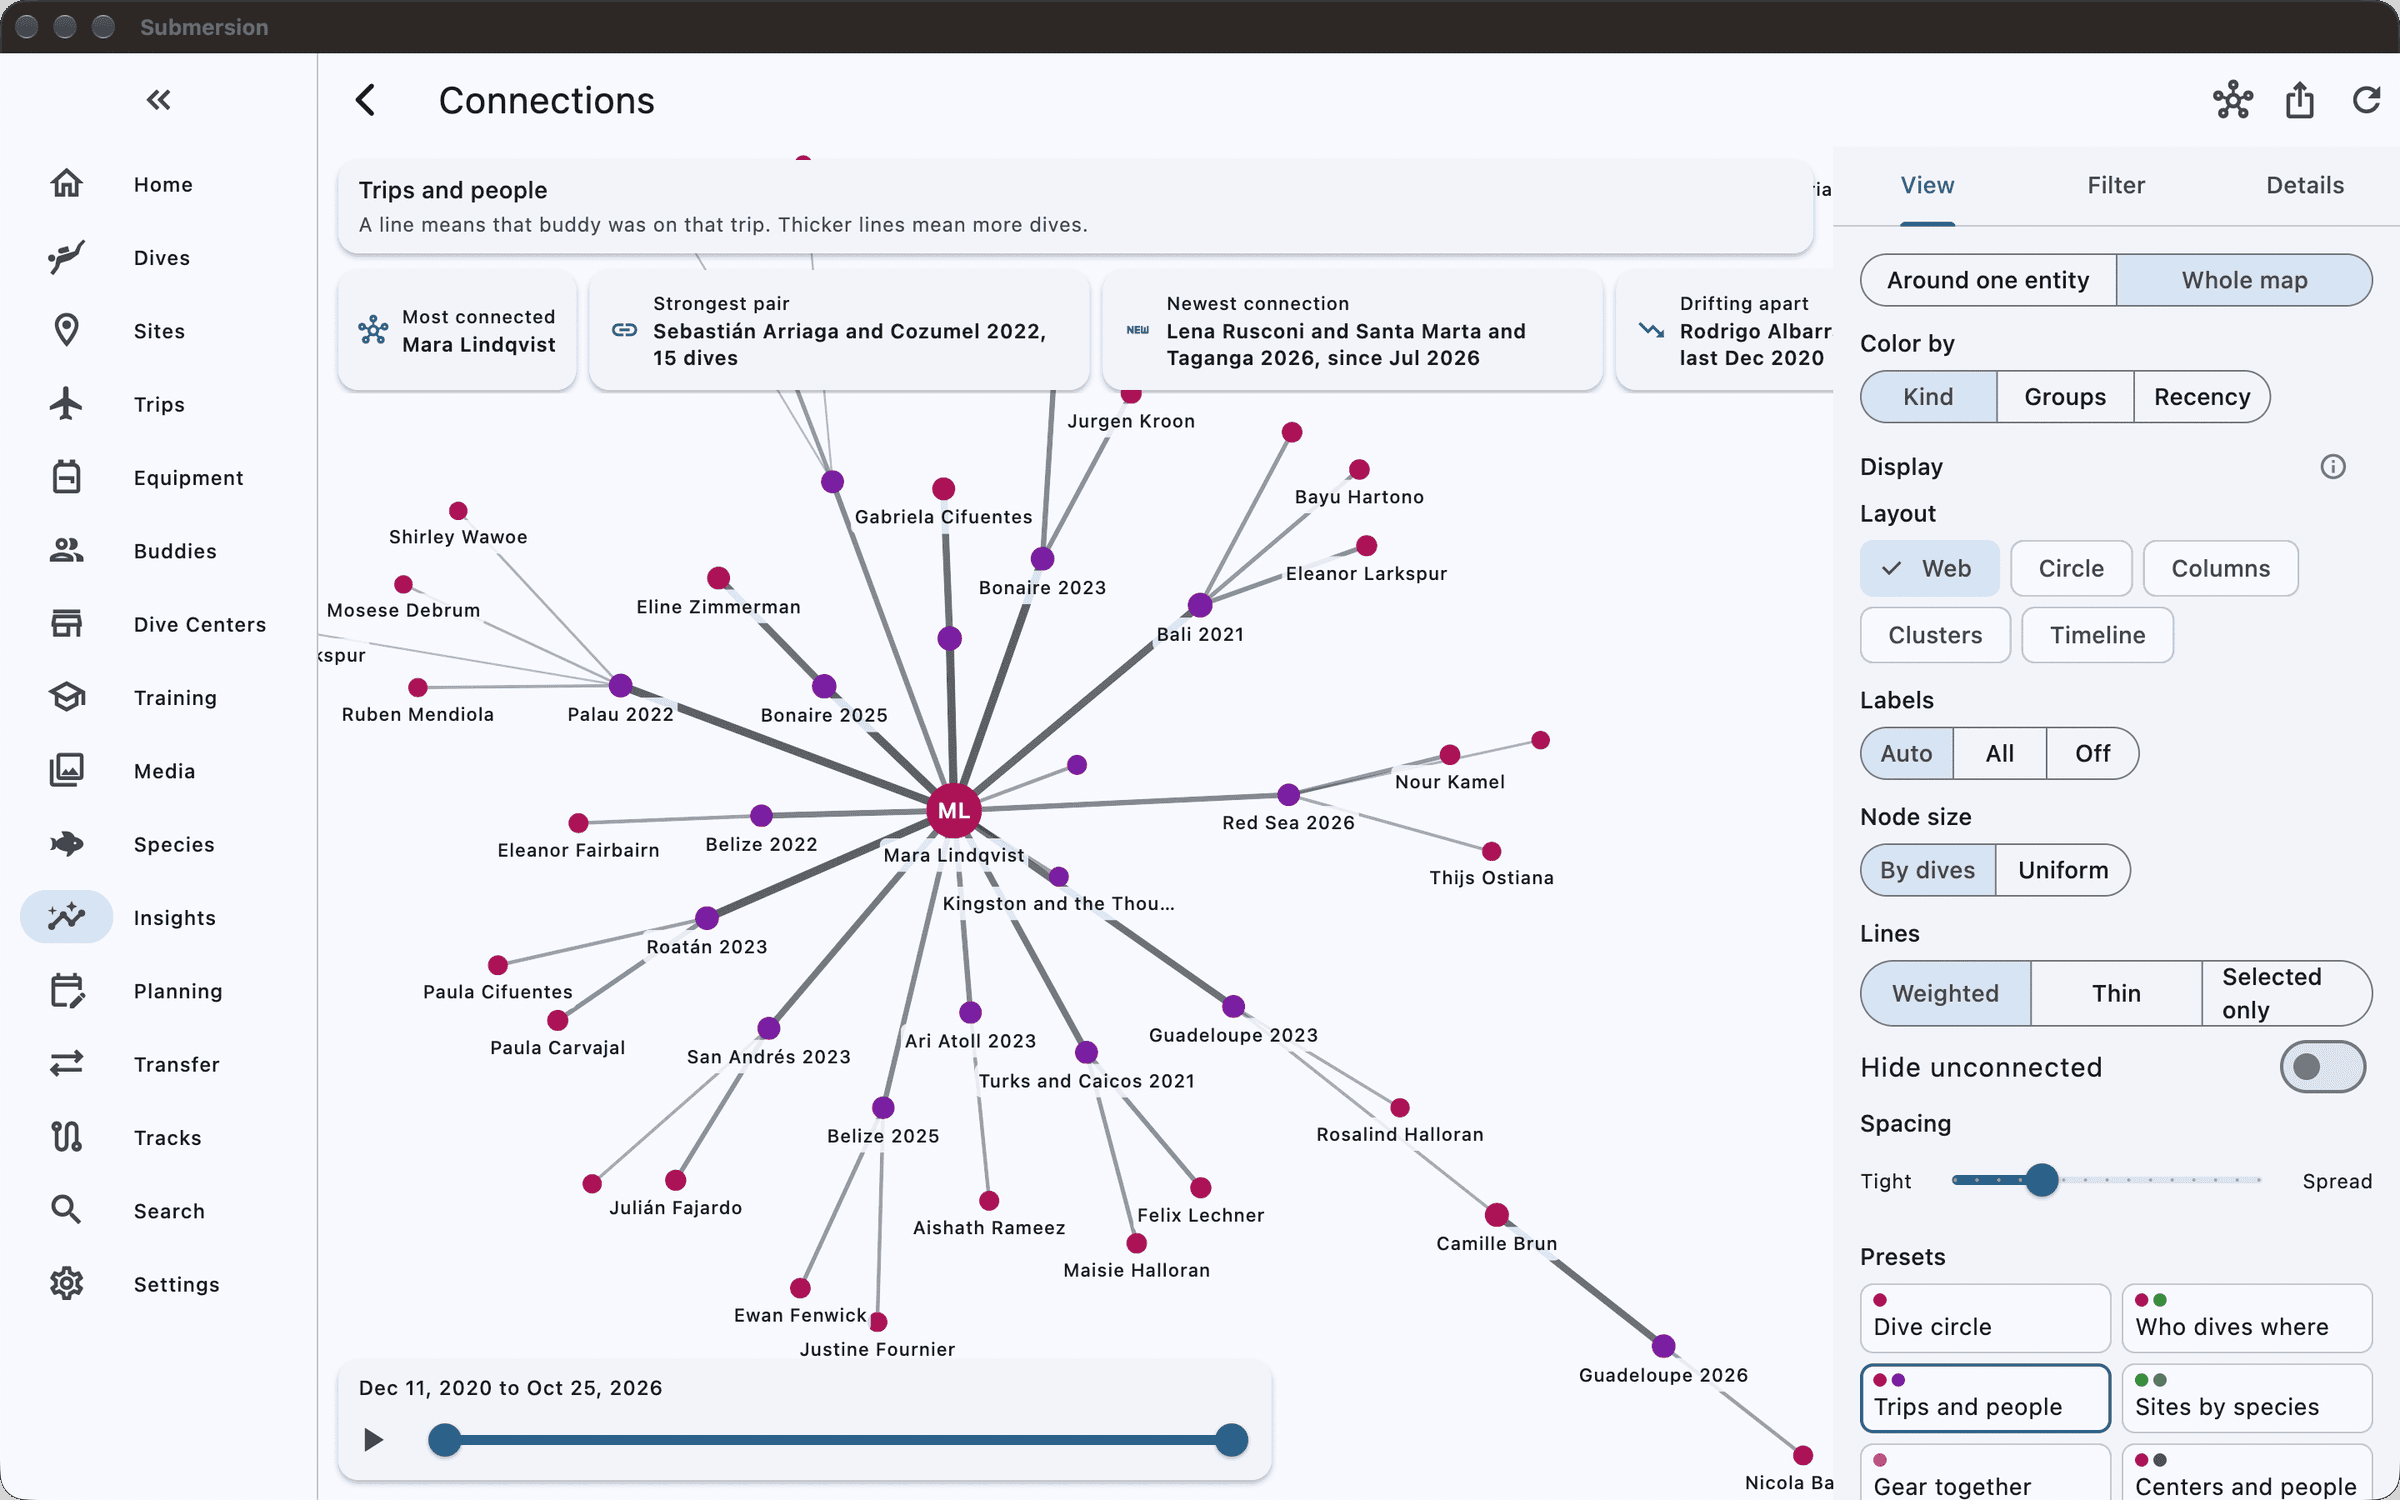 Submersion
Connections
Home
Dives
Sites
Trips
Equipment
Buddies
Dive Centers
Training
Media
Species
Insights
Planning
Transfer
Tracks
Search
Settings
Trips and people
A line means that buddy was on that trip. Thicker lines mean more dives.
Most connected
Mara Lindqvist
Strongest pair
Sebastián Arriaga and Cozumel 2022,
15 dives
NEW
Newest connection
Lena Rusconi and Santa Marta and
Taganga 2026, since Jul 2026
Drifting apart
Rodrigo Albarr
last Dec 2020
Jurgen Kroon
Bayu Hartono
Gabriela Cifuentes
Shirley Wawoe
Eleanor Larkspur
Bonaire 2023
Eline Zimmerman
Mosese Debrum
Bali 2021
kspur
Ruben Mendiola
Palau 2022
Bonaire 2025
Nour Kamel
ML
Red Sea 2026
Belize 2022
Eleanor Fairbairn
Mara Lindqvist
Thijs Ostiana
Kingston and the Thou...
Roatán 2023
Paula Cifuentes
Guadeloupe 2023
Ari Atoll 2023
Paula Carvajal
San Andrés 2023
Turks and Caicos 2021
Rosalind Halloran
Belize 2025
Julián Fajardo
Felix Lechner
Aishath Rameez
Camille Brun
Maisie Halloran
Ewan Fenwick
Justine Fournier
Guadeloupe 2026
Nicola Ba
Dec 11, 2020 to Oct 25, 2026
View
Filter
Details
Around one entity
Whole map
Color by
Kind
Groups
Recency
Display
Layout
Web
Circle
Columns
Clusters
Timeline
Labels
Auto
All
Off
Node size
By dives
Uniform
Lines
Weighted
Thin
Selected
only
Hide unconnected
Spacing
Tight
Spread
Presets
Dive circle
Who dives where
Trips and people
Sites by species
Gear together
Centers and people